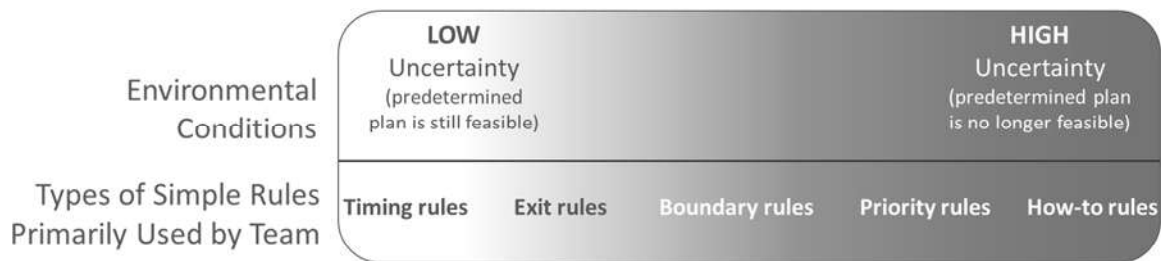 LOW
Uncertainty
(predetermined
plan is still feasible)
HIGH
Uncertainty
(predetermined plan
is no longer feasible)
Environmental
Conditions
Types of Simple Rules
Primarily Used by Team
Timing rules
Exit rules
Boundary rules
Priority rules
How-to rules